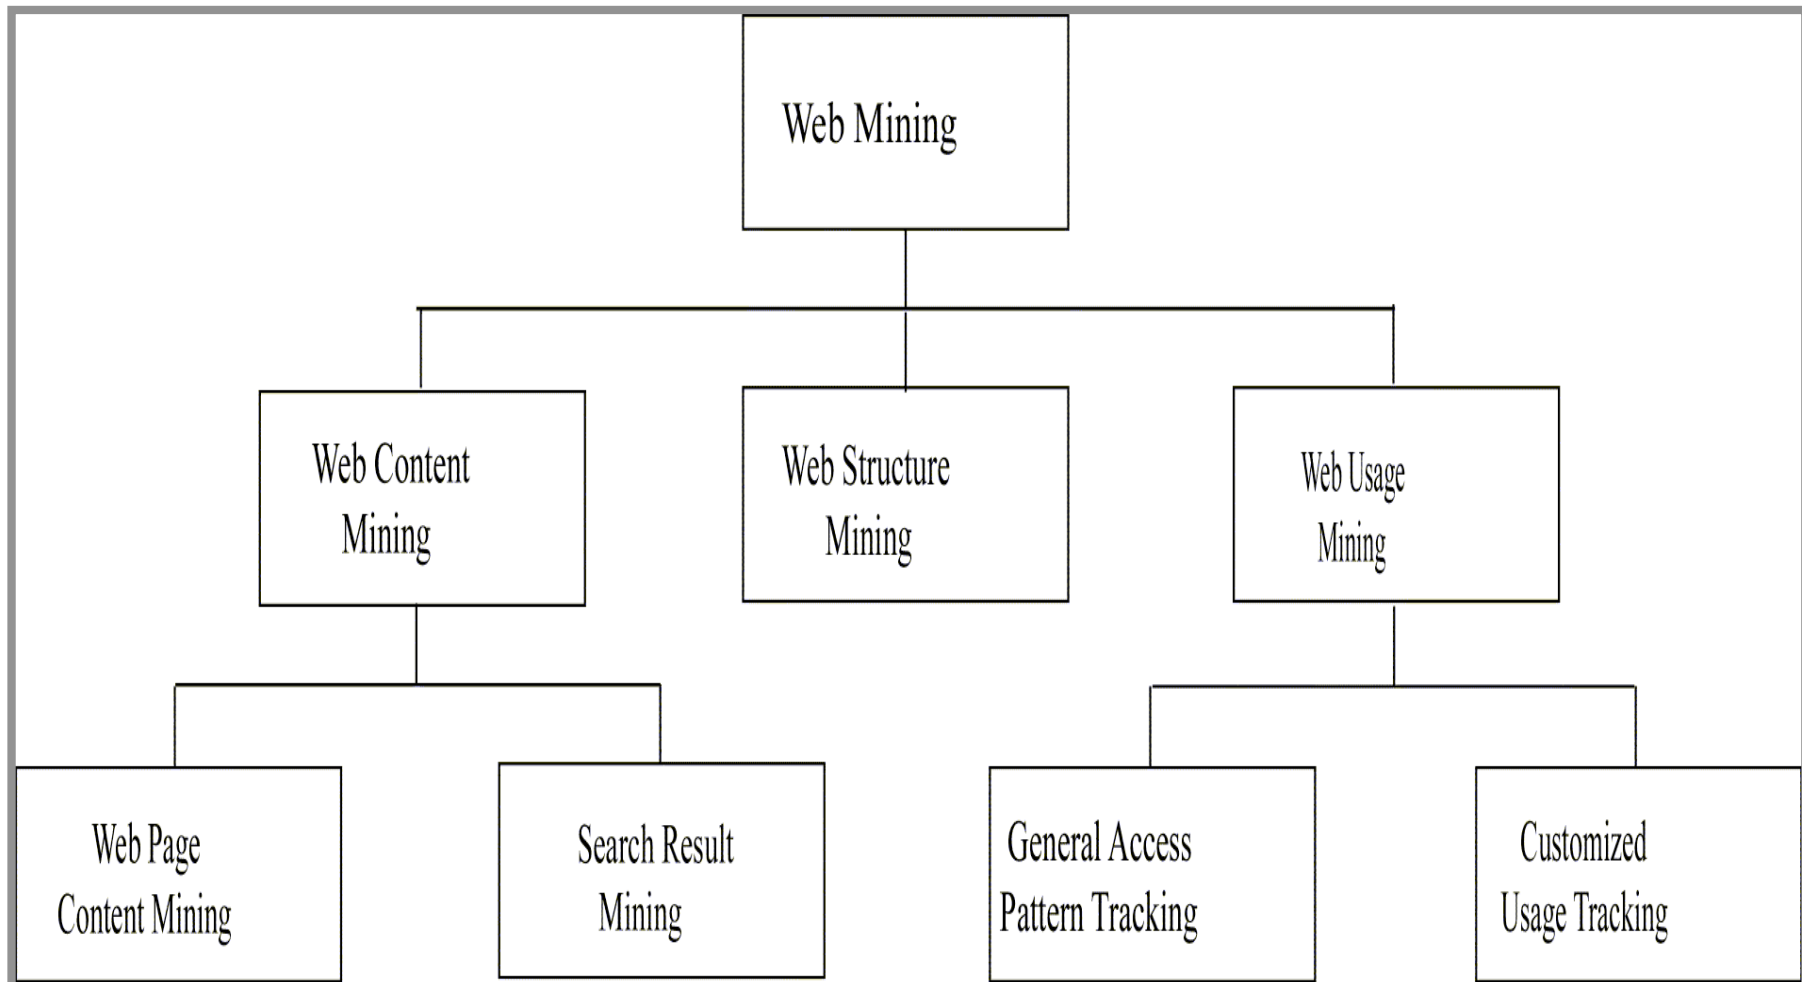 Web Mining
Web Content
Mining
Web Structure
Mining
Web Usage
Mining
Web Page
Content Mining
Search Result
Mining
General Access
Pattern Tracking
Customized
Usage Tracking